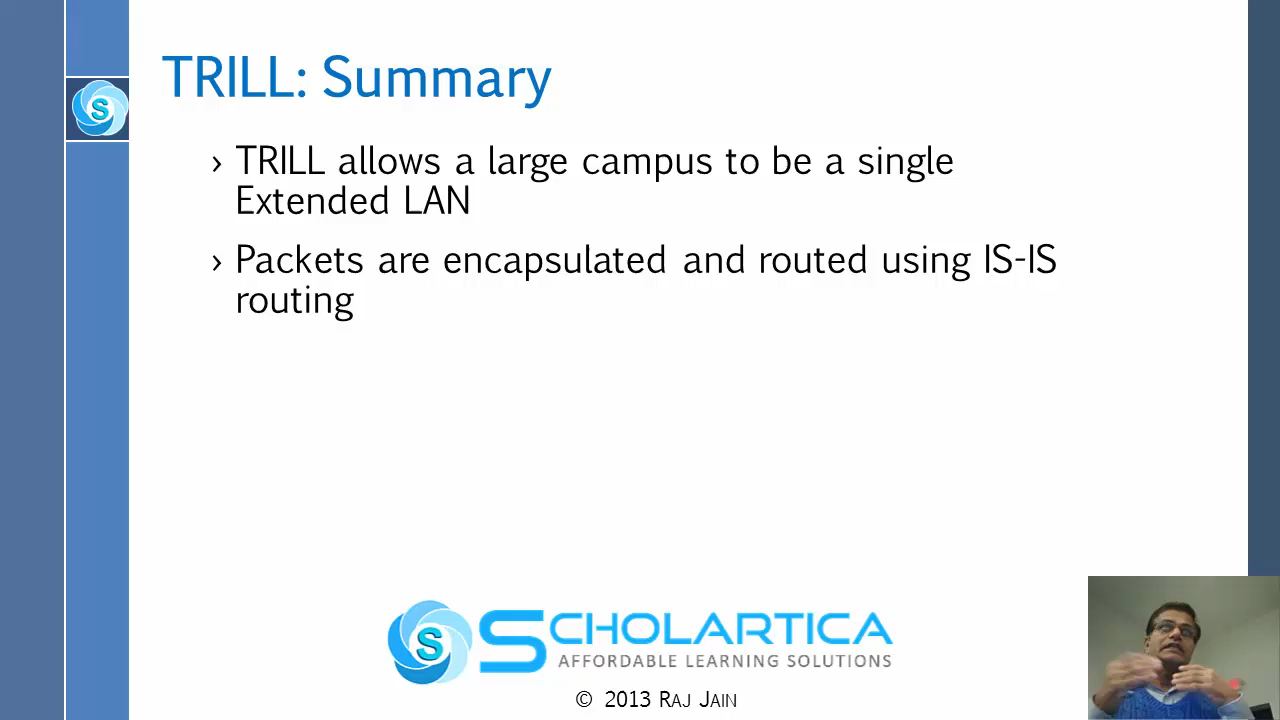 TRILL: Summary
S
› TRILL allows a large campus to be a single
Extended LAN
› Packets are encapsulated and routed using IS-IS
routing
S
SCHOLARTICA
AFFORDABLE LEARNING SOLUTIONS
© 2013 RAJ JAIN